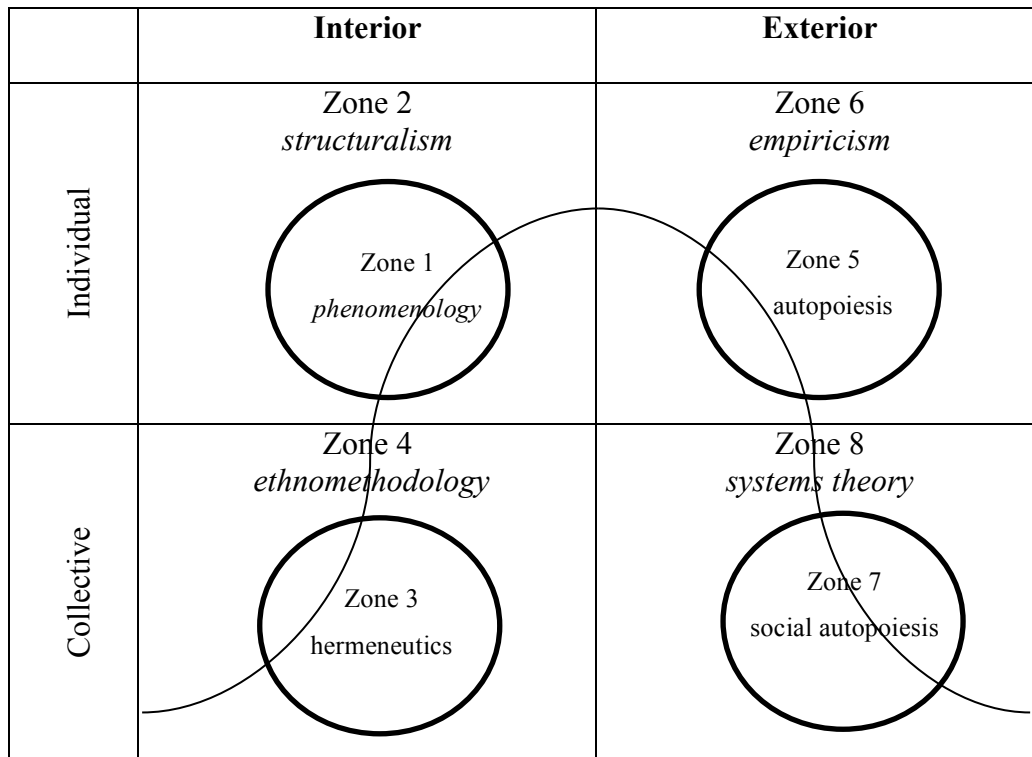 Interior
Exterior
Individual
Zone 2
structuralism
Zone 1
phenomenology
Zone 6
empiricism
Zone 5
autopoiesis
Collective
Zone 4
ethnomethodology
Zone 3
hermeneutics
Zone 8
systems theory
Zone 7
social autopoiesis